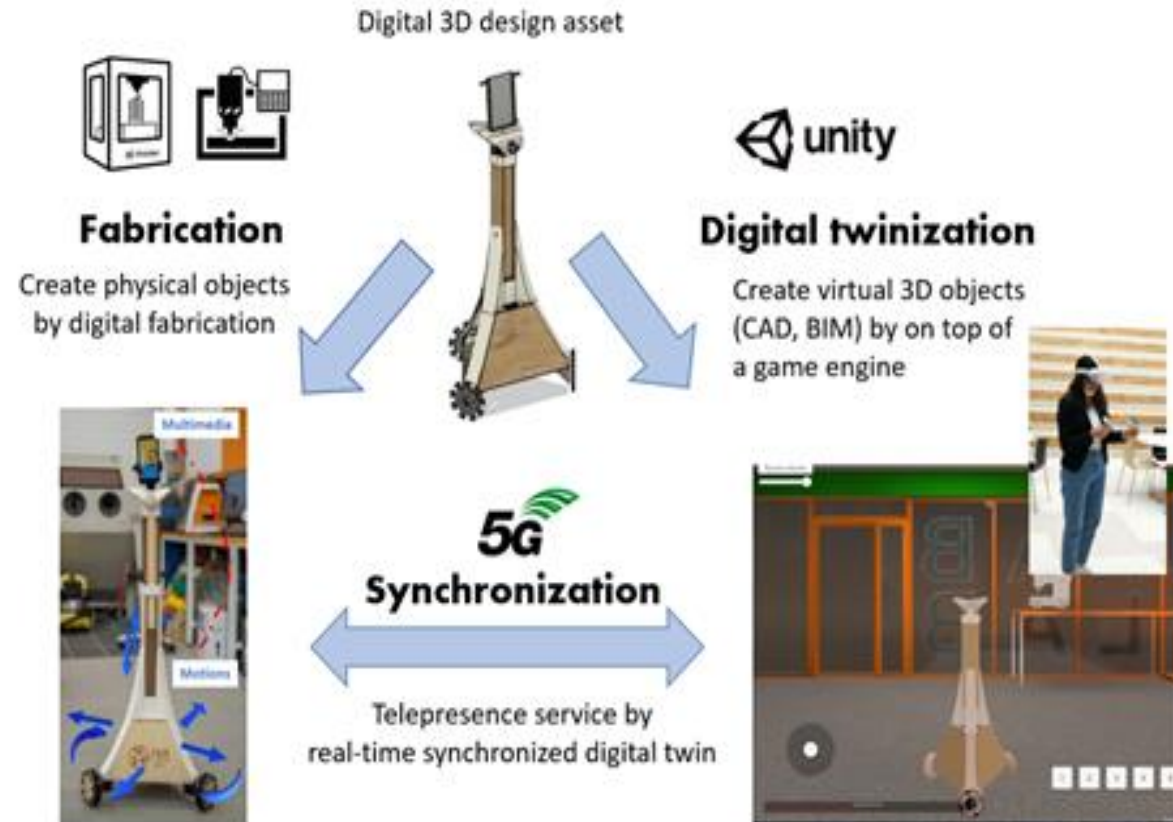 Digital 3D design asset
unity
Fabrication
Create physical objects
by digital fabrication
Digital twinization
Create virtual 3D objects
(CAD, BIM) by on top of
a game engine
Multimedia
Motions
5G
Synchronization
Telepresence service by
real-time synchronized digital twin